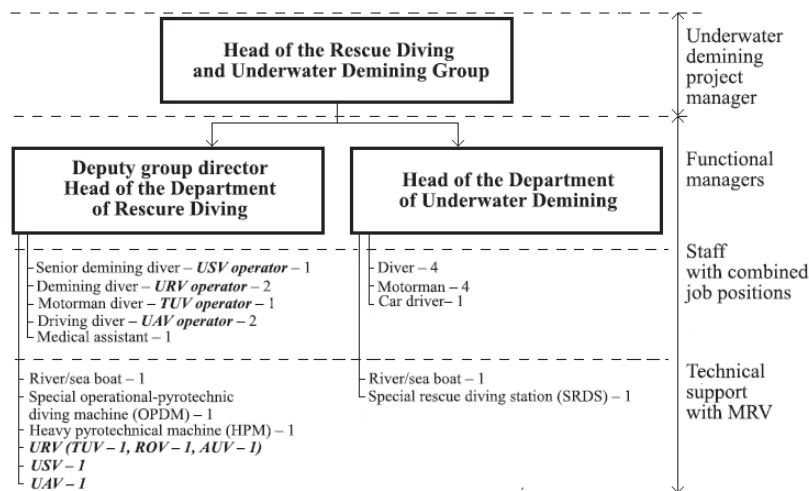 Head of the Rescue Diving
and Underwater Demining Group
Underwater
demining
project
manager
Deputy group director
Head of the Department
of Rescure Diving
Head of the Department
of Underwater Demining
Functional
managers
Senior demining diver – USV operator – 1
Demining diver – URV operator – 2
Motorman diver – TUV operator – 1
Driving diver – UAV operator – 2
Medical assistant – 1
Diver – 4
Motorman – 4
Car driver– 1
Staff
with combined
job positions
River/sea boat – 1
Special operational-pyrotechnic
diving machine (OPDM) – 1
Heavy pyrotechnical machine (HPM) – 1
URV (TUV – 1, ROV – 1, AUV – 1)
USV – 1
UAV – 1
River/sea boat – 1
Special rescue diving station (SRDS) – 1
Technical
support
with MRV